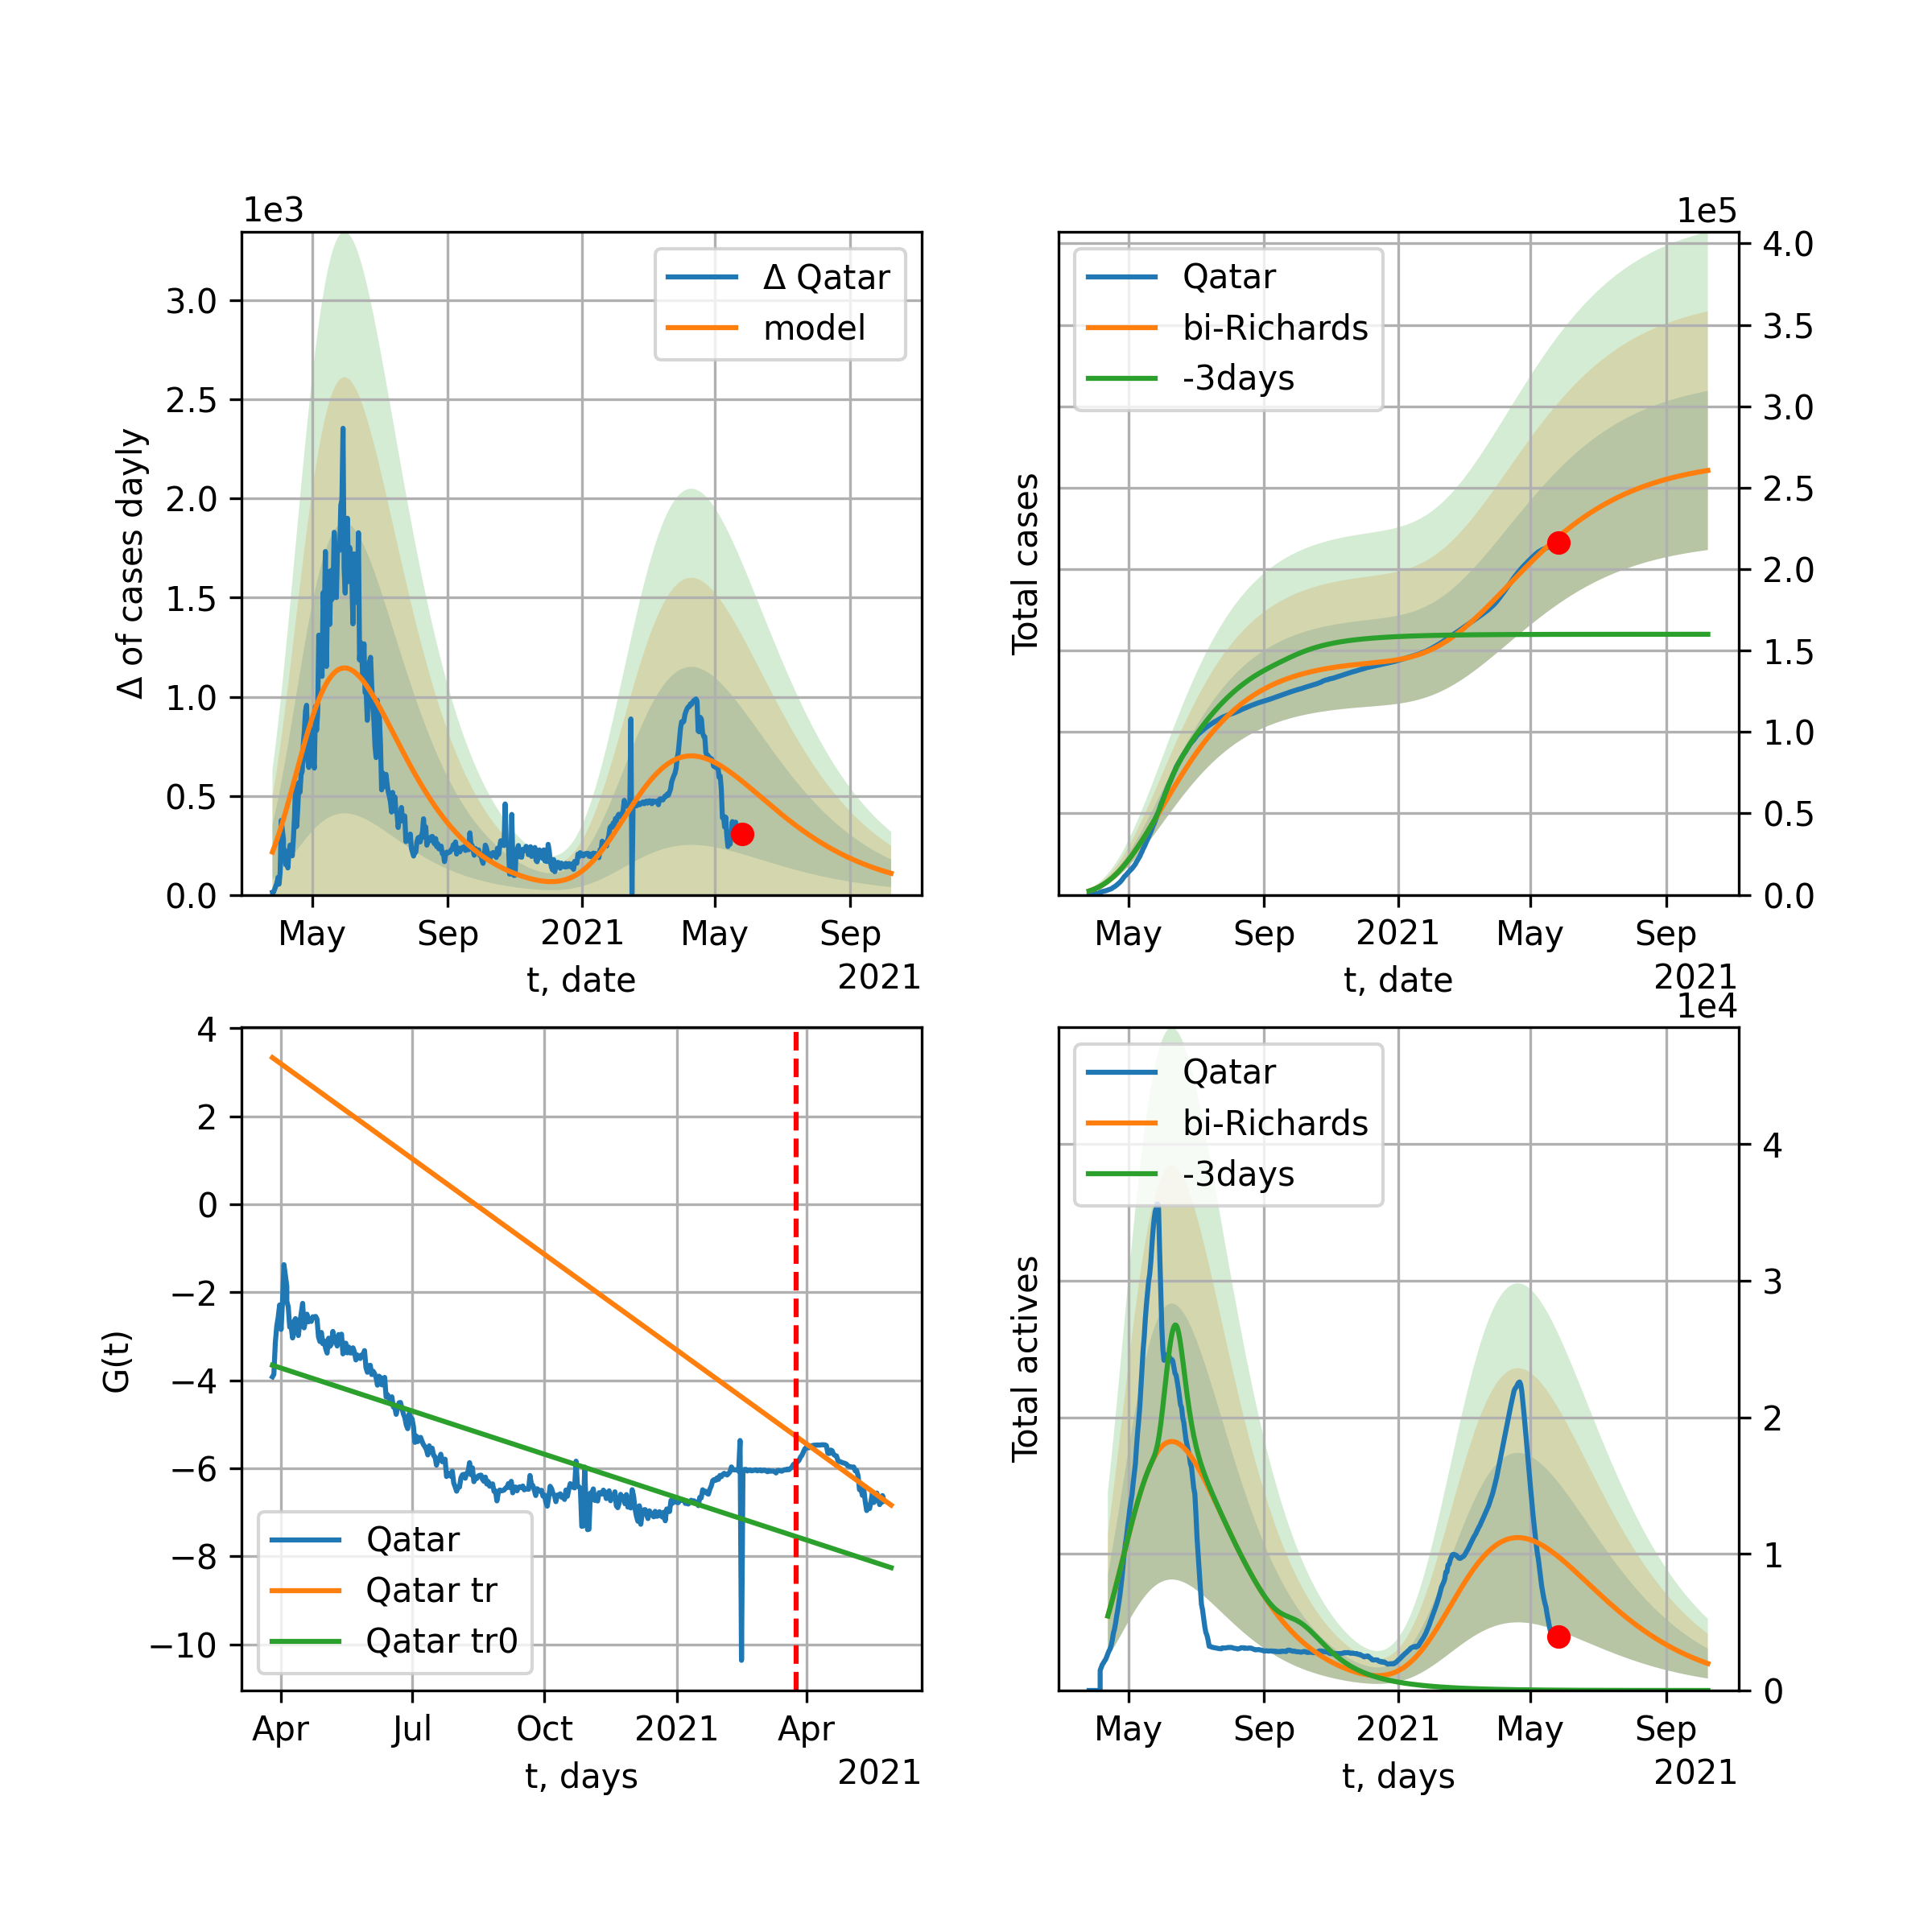 1e3
Δ of cases dayly
3.0
2.5
2.0
1.5
1.0
0.5
0.0
Δ Qatar
model
May Sep 2021 May Sep
t, date
2021
1e5
Total cases
Qatar
bi-Richards
-3days
4.0
3.5
3.0
2.5
2.0
1.5
1.0
0.5
0.0
May Sep 2021 May Sep
t, date
2021
G(t)
4
2
0
−2
−4
−6
−8
−10
Qatar
Qatar tr
Qatar tr0
Apr Jul Oct 2021 Apr
t, days
2021
1e4
Total actives
Qatar
bi-Richards
-3days
4
3
2
1
0
May Sep 2021 May Sep
t, days
2021